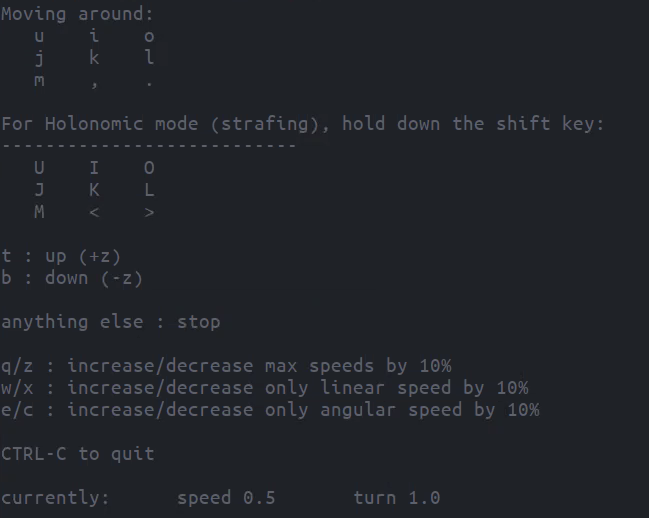 Moving around:
u i o
j k l
m , .
For Holonomic mode (strafing), hold down the shift key:
---------------------------
U I O
J K L
M < >
t : up (+z)
b : down (-z)
anything else : stop
q/z : increase/decrease max speeds by 10%
w/x : increase/decrease only linear speed by 10%
e/c : increase/decrease only angular speed by 10%
CTRL-C to quit
currently: speed 0.5 turn 1.0